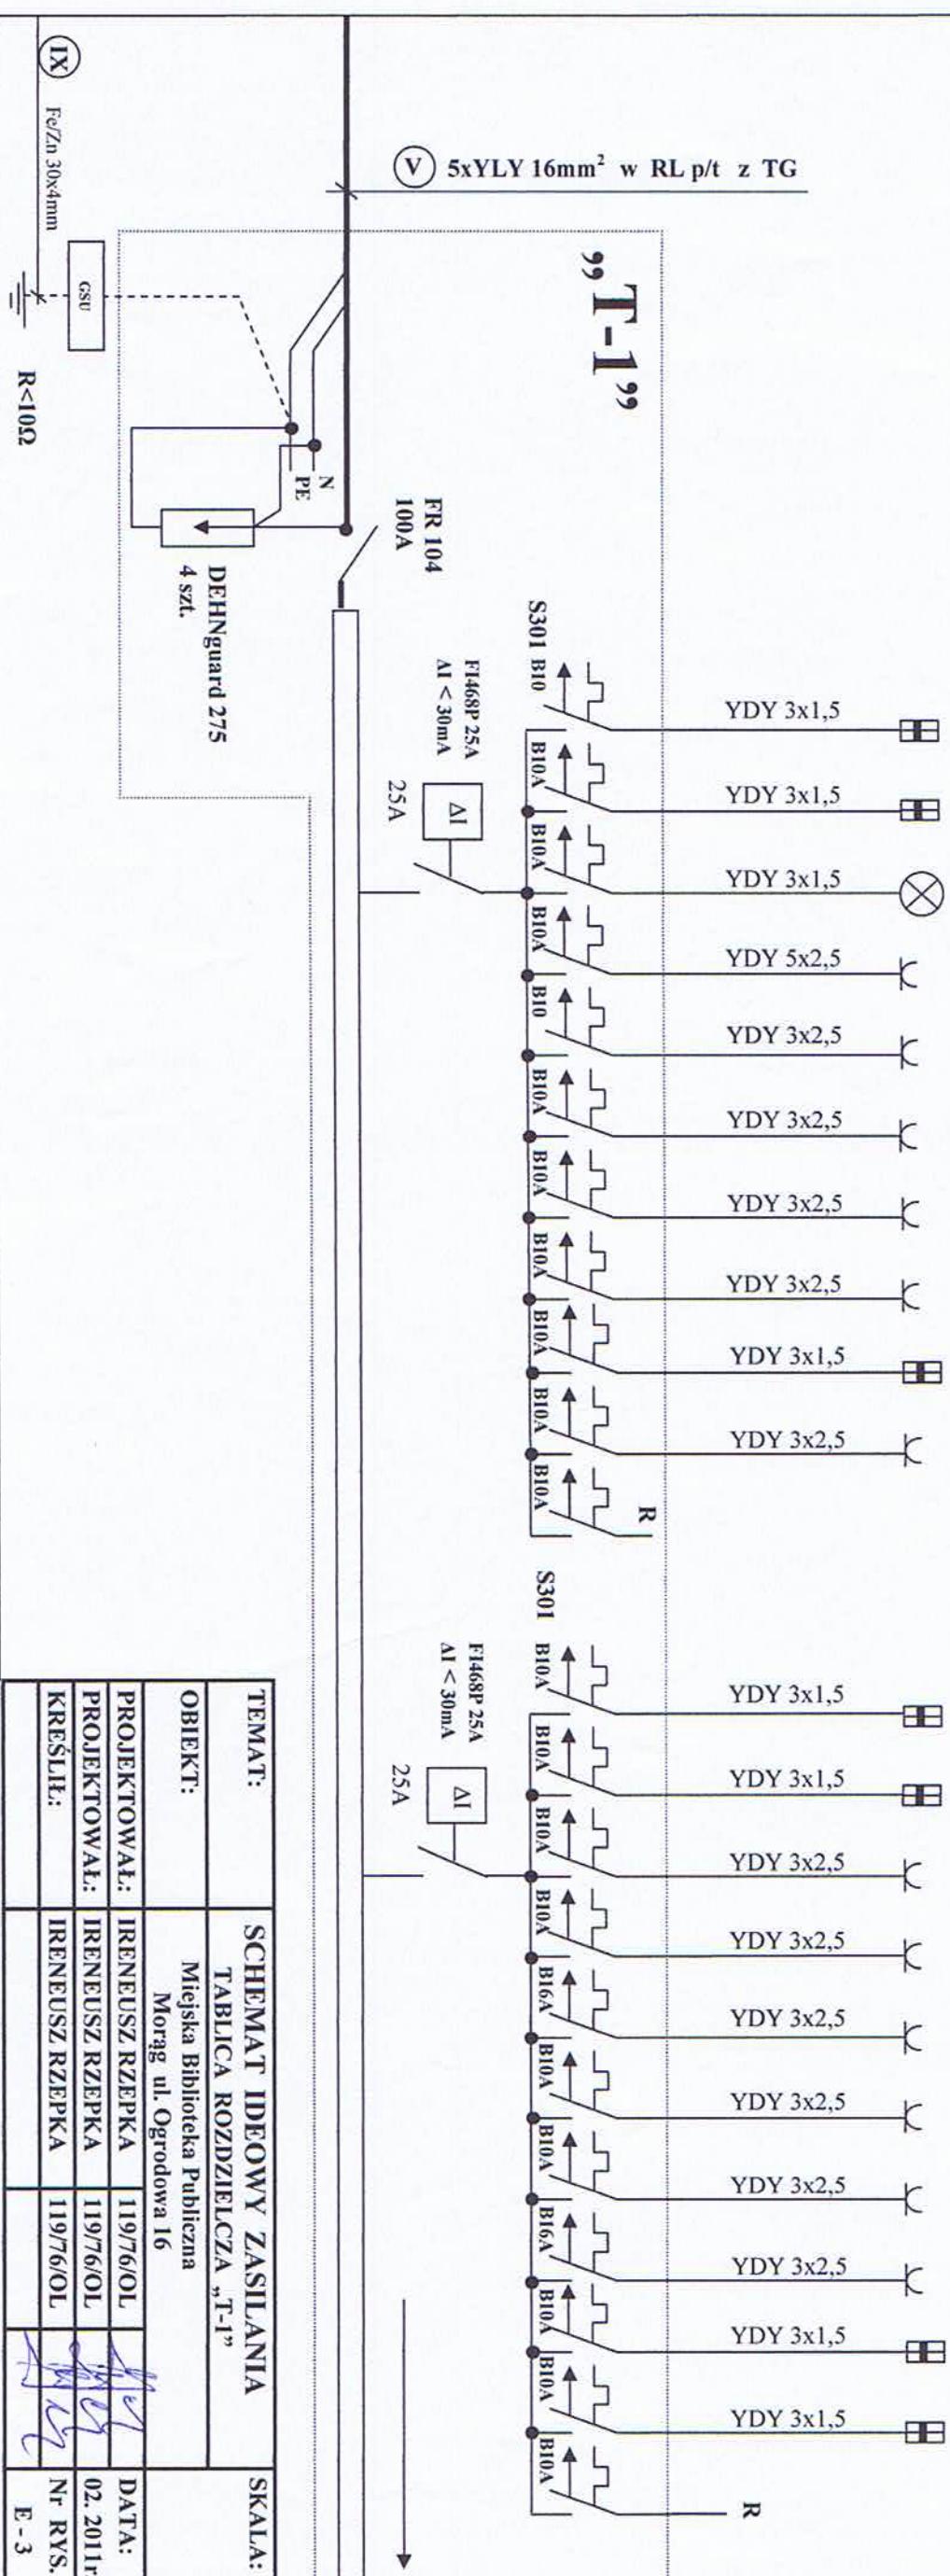 IX
Fe/Zn 30x4mm
GSU
R<10Ω
V 5xYLY 16mm² w RL p/t z TG
„T-1”
N
PE
DEHNguard 275
4 szt.
FR 104
100A
S301
FI468P 25A
ΔI < 30mA
ΔI
25A
B10
B10A
B10A
B10A
B10
B10A
B10A
B10A
B10A
B10A
B10A
YDY 3x1,5
YDY 3x1,5
YDY 3x1,5
YDY 5x2,5
YDY 3x2,5
YDY 3x2,5
YDY 3x2,5
YDY 3x2,5
YDY 3x1,5
YDY 3x2,5
R
S301
FI468P 25A
ΔI < 30mA
ΔI
25A
B10A
B10A
B10A
B10A
B16A
B10A
B10A
B16A
B10A
B10A
B10A
YDY 3x1,5
YDY 3x1,5
YDY 3x2,5
YDY 3x2,5
YDY 3x2,5
YDY 3x2,5
YDY 3x2,5
YDY 3x2,5
YDY 3x1,5
YDY 3x1,5
R
TEMAT: SCHEMAT IDEOWY ZASILANIA SKALA:
TABLICA ROZDZIELCZA „T-1”
OBIEKT: Miejska Biblioteka Publiczna
Morąg ul. Ogrodowa 16
PROJEKTOWAŁ: IRENEUSZ RZEPKA 119/76/OL DATA:
PROJEKTOWAŁ: IRENEUSZ RZEPKA 119/76/OL 02. 2011r
KREŚLIŁ: IRENEUSZ RZEPKA 119/76/OL Nr RYS.
E - 3